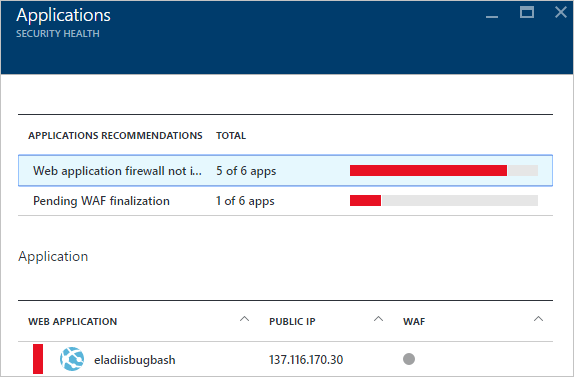 Applications
SECURITY HEALTH
APPLICATIONS RECOMMENDATIONS TOTAL
Web application firewall not i... 5 of 6 apps
Pending WAF finalization 1 of 6 apps
Application
WEB APPLICATION PUBLIC IP WAF
eladiisbugbash 137.116.170.30